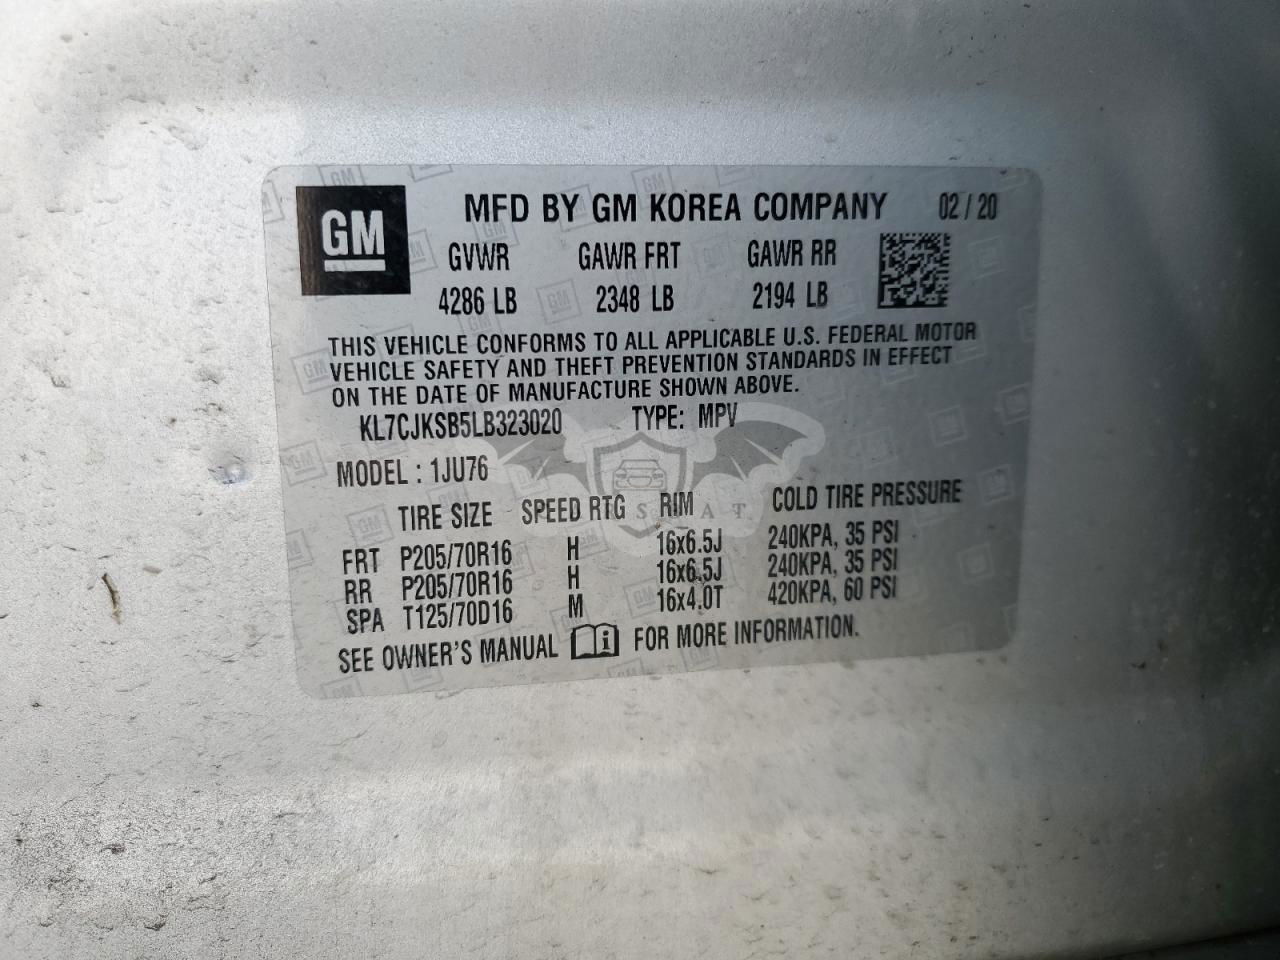 GM
MFD BY GM KOREA COMPANY 02 / 20
GVWR GAWR FRT GAWR RR
4286 LB 2348 LB 2194 LB
THIS VEHICLE CONFORMS TO ALL APPLICABLE U.S. FEDERAL MOTOR
VEHICLE SAFETY AND THEFT PREVENTION STANDARDS IN EFFECT
ON THE DATE OF MANUFACTURE SHOWN ABOVE.
KL7CJKSB5LB323020 TYPE: MPV
MODEL : 1JU76
TIRE SIZE SPEED RTG RIM COLD TIRE PRESSURE
FRT P205/70R16 H 16x6.5J 240KPA, 35 PSI
RR P205/70R16 H 16x6.5J 240KPA, 35 PSI
SPA T125/70D16 M 16x4.0T 420KPA, 60 PSI
SEE OWNER'S MANUAL i FOR MORE INFORMATION.